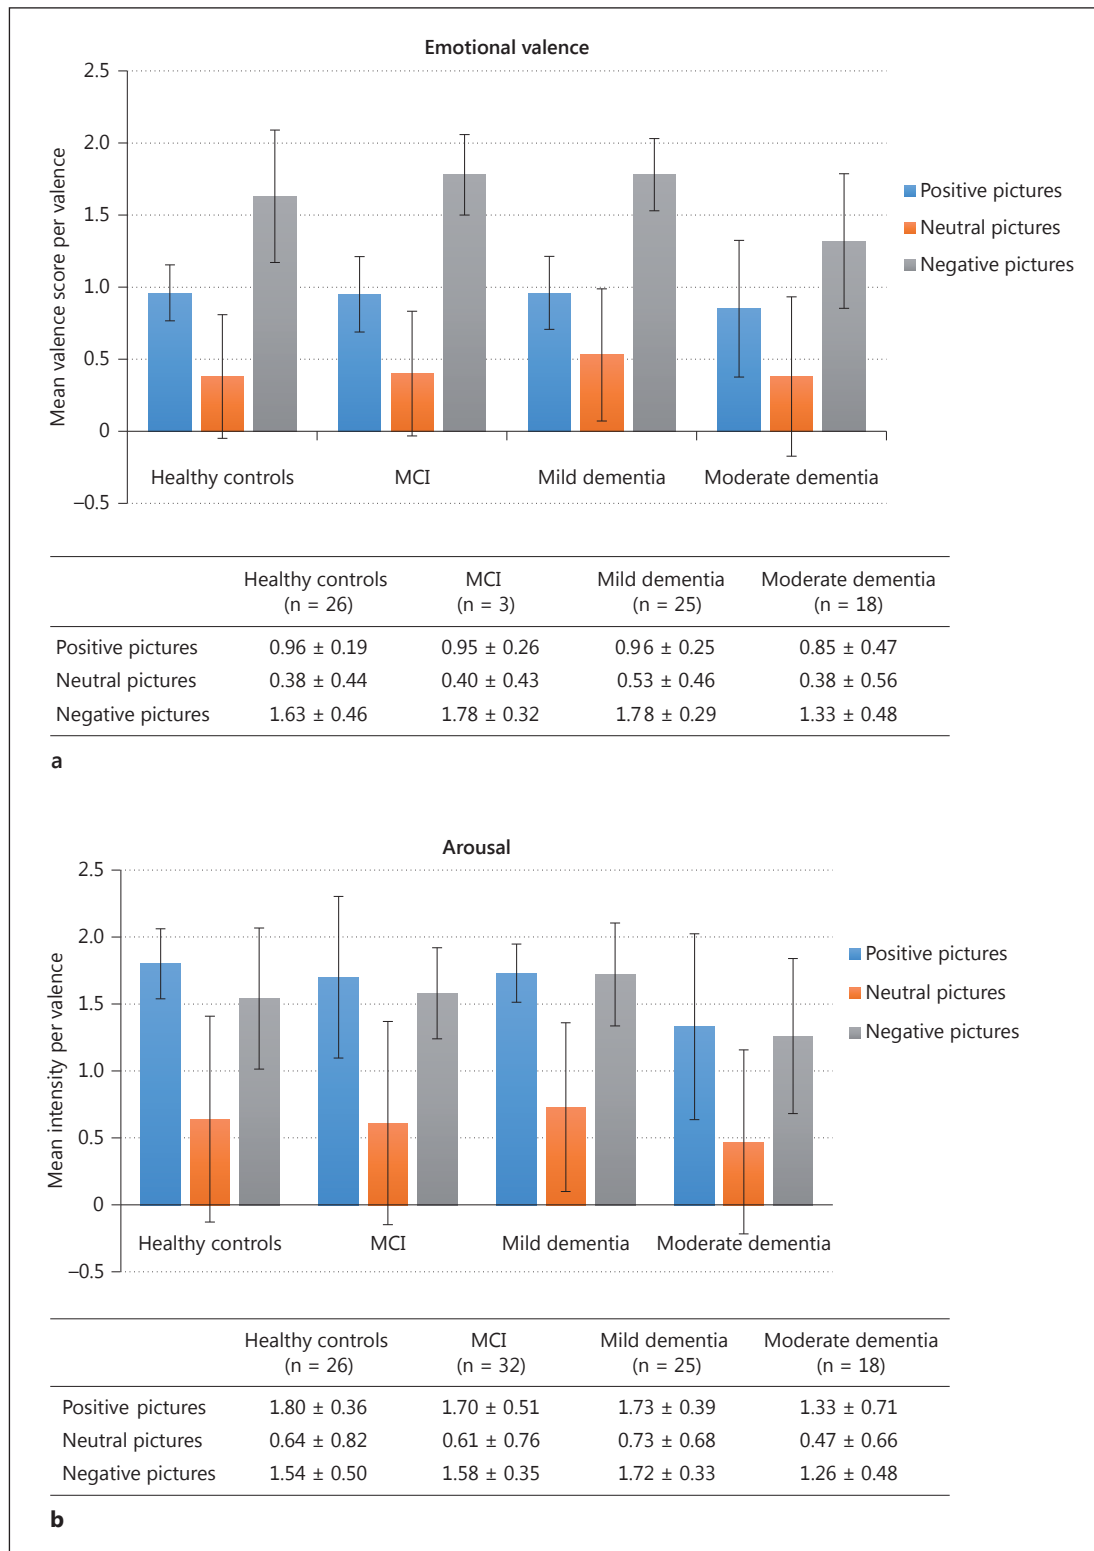 Emotional valence
2.5
2.0
1.5
1.0
0.5
0
–0.5
Mean valence score per valence
Healthy controls MCI Mild dementia Moderate dementia
Positive pictures
Neutral pictures
Negative pictures
Healthy controls MCI Mild dementia Moderate dementia
(n = 26) (n = 3) (n = 25) (n = 18)
Positive pictures 0.96 ± 0.19 0.95 ± 0.26 0.96 ± 0.25 0.85 ± 0.47
Neutral pictures 0.38 ± 0.44 0.40 ± 0.43 0.53 ± 0.46 0.38 ± 0.56
Negative pictures 1.63 ± 0.46 1.78 ± 0.32 1.78 ± 0.29 1.33 ± 0.48
a
Arousal
2.5
2.0
1.5
1.0
0.5
0
–0.5
Mean intensity per valence
Healthy controls MCI Mild dementia Moderate dementia
Positive pictures
Neutral pictures
Negative pictures
Healthy controls MCI Mild dementia Moderate dementia
(n = 26) (n = 32) (n = 25) (n = 18)
Positive pictures 1.80 ± 0.36 1.70 ± 0.51 1.73 ± 0.39 1.33 ± 0.71
Neutral pictures 0.64 ± 0.82 0.61 ± 0.76 0.73 ± 0.68 0.47 ± 0.66
Negative pictures 1.54 ± 0.50 1.58 ± 0.35 1.72 ± 0.33 1.26 ± 0.48
b